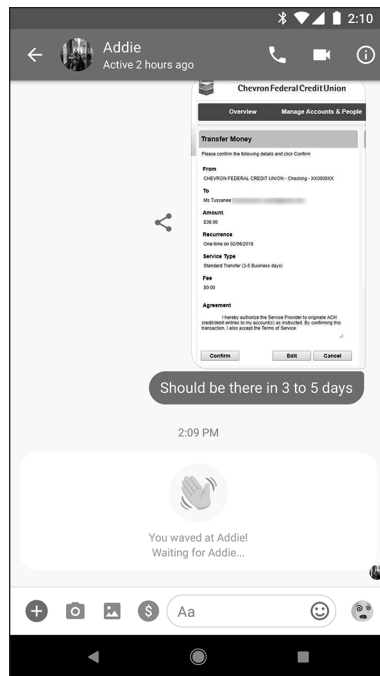 2:10
Addie
Active 2 hours ago
Chevron Federal Credit Union
Overview Manage Accounts & People
Transfer Money
Please confirm the following details and click Confirm
From
CHEVRON FEDERAL CREDIT UNION - Checking - XX0900XX
To
Ms Tussanee
Amount
$39.00
Recurrence
One-time on 02/06/2018
Service Type
Standard Transfer (3-5 Business days)
Fee
$0.00
Agreement
I hereby authorize the Service Provider to originate ACH
credit/debit entries to my account(s) as instructed. By confirming this
transaction, I also accept the Terms of Service.
Confirm Edit Cancel
Should be there in 3 to 5 days
2:09 PM
You waved at Addie!
Waiting for Addie...
$
Aa